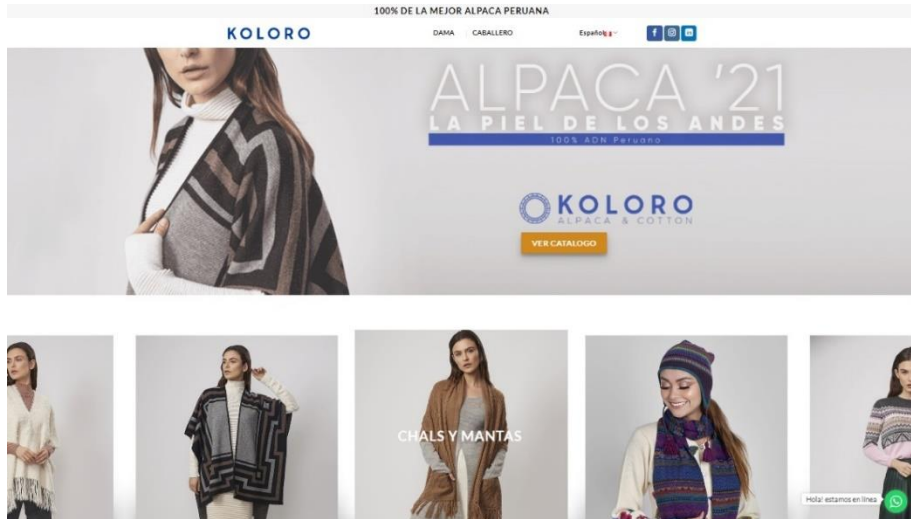 100% DE LA MEJOR ALPACA PERUANA
KOLORO
DAMA CABALLERO
Español
ALPACA '21
LA PIEL DE LOS ANDES
100% ADN Peruano
KOLORO
ALPACA & COTTON
VER CATALOGO
CHALS Y MANTAS
Hola! estamos en línea